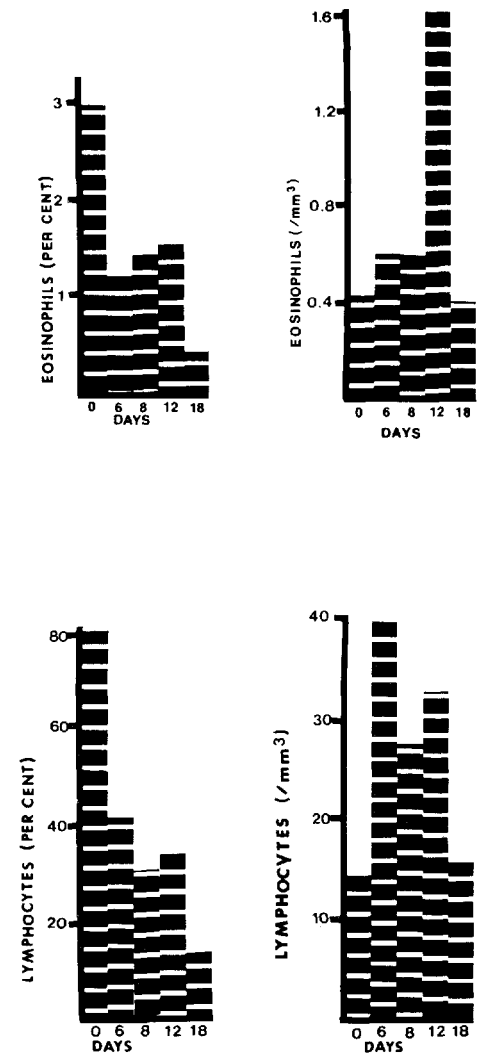 EOSINOPHILS (PER CENT)
3
2
1
0 6 8 12 18
DAYS
EOSINOPHILS (/mm³)
1.6
1.2
0.8
0.4
0 6 8 12 18
DAYS
LYMPHOCYTES (PER CENT)
80
60
40
20
0 6 8 12 18
DAYS
LYMPHOCYTES (/mm³)
40
30
20
10
0 6 8 12 18
DAYS